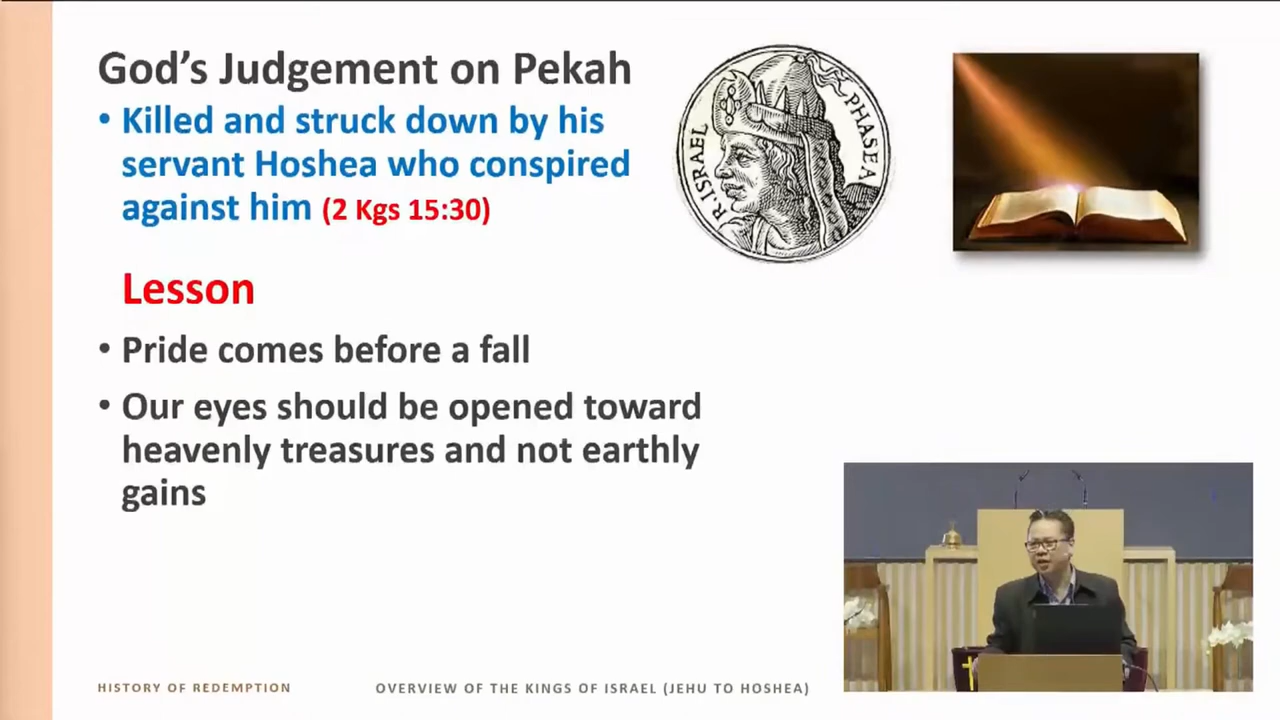 God's Judgement on Pekah
• Killed and struck down by his
servant Hoshea who conspired
against him (2 Kgs 15:30)
R.ISRAEL
PHASEA
Lesson
• Pride comes before a fall
• Our eyes should be opened toward
heavenly treasures and not earthly
gains
HISTORY OF REDEMPTION
OVERVIEW OF THE KINGS OF ISRAEL (JEHU TO HOSHEA)